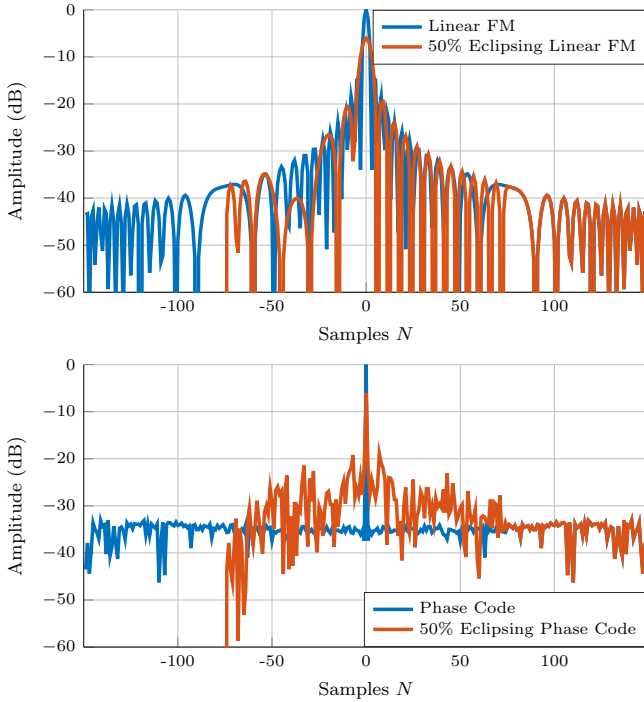 0
−10
−20
−30
−40
−50
−60
Amplitude (dB)
Linear FM
50% Eclipsing Linear FM
-100 -50 0 50 100
Samples N
0
−10
−20
−30
−40
−50
−60
Amplitude (dB)
Phase Code
50% Eclipsing Phase Code
-100 -50 0 50 100
Samples N